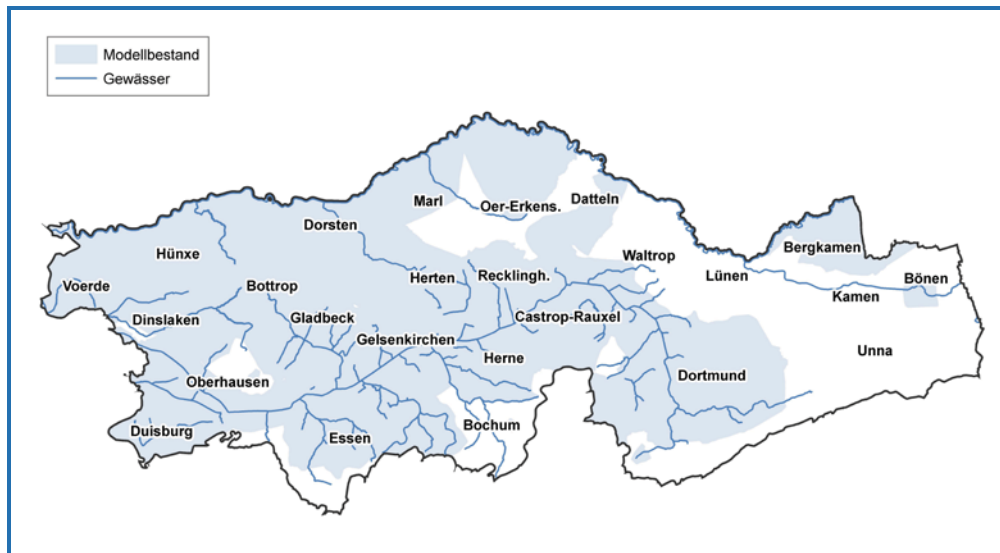 Modellbestand
Gewässer
Marl
Oer-Erkens.
Datteln
Dorsten
Hünxe
Bergkamen
Waltrop
Lünen
Bönen
Herten
Recklingh.
Voerde
Bottrop
Kamen
Dinslaken
Gladbeck
Castrop-Rauxel
Gelsenkirchen
Herne
Unna
Oberhausen
Dortmund
Duisburg
Essen
Bochum